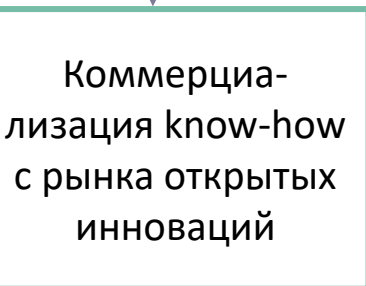 Коммерциа-
лизация know-how
с рынка открытых
инноваций